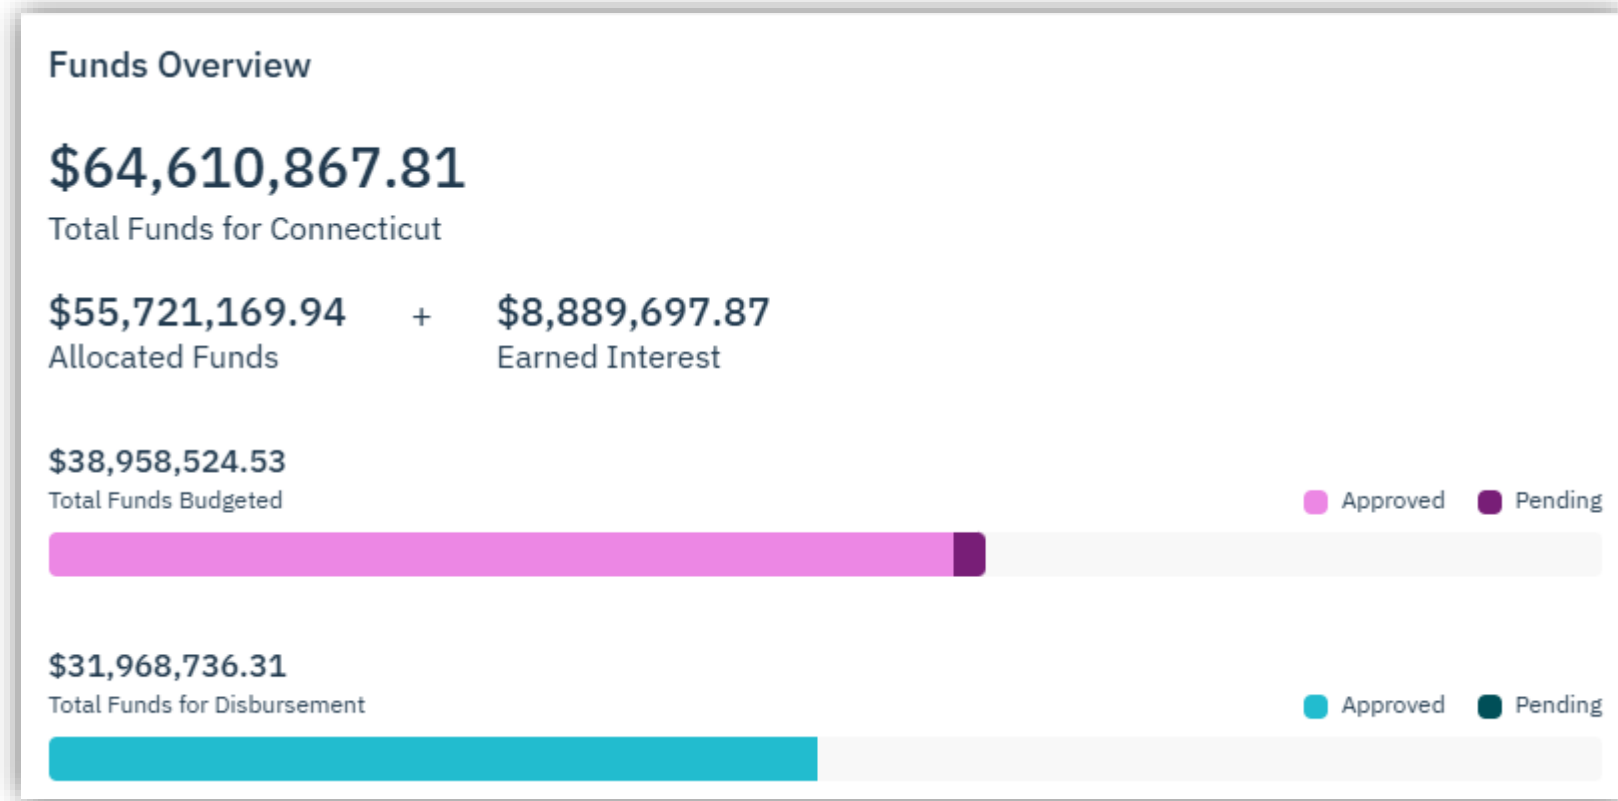 Funds Overview
$64,610,867.81
Total Funds for Connecticut
$55,721,169.94 + $8,889,697.87
Allocated Funds Earned Interest
$38,958,524.53
Total Funds Budgeted Approved Pending
$31,968,736.31
Total Funds for Disbursement Approved Pending